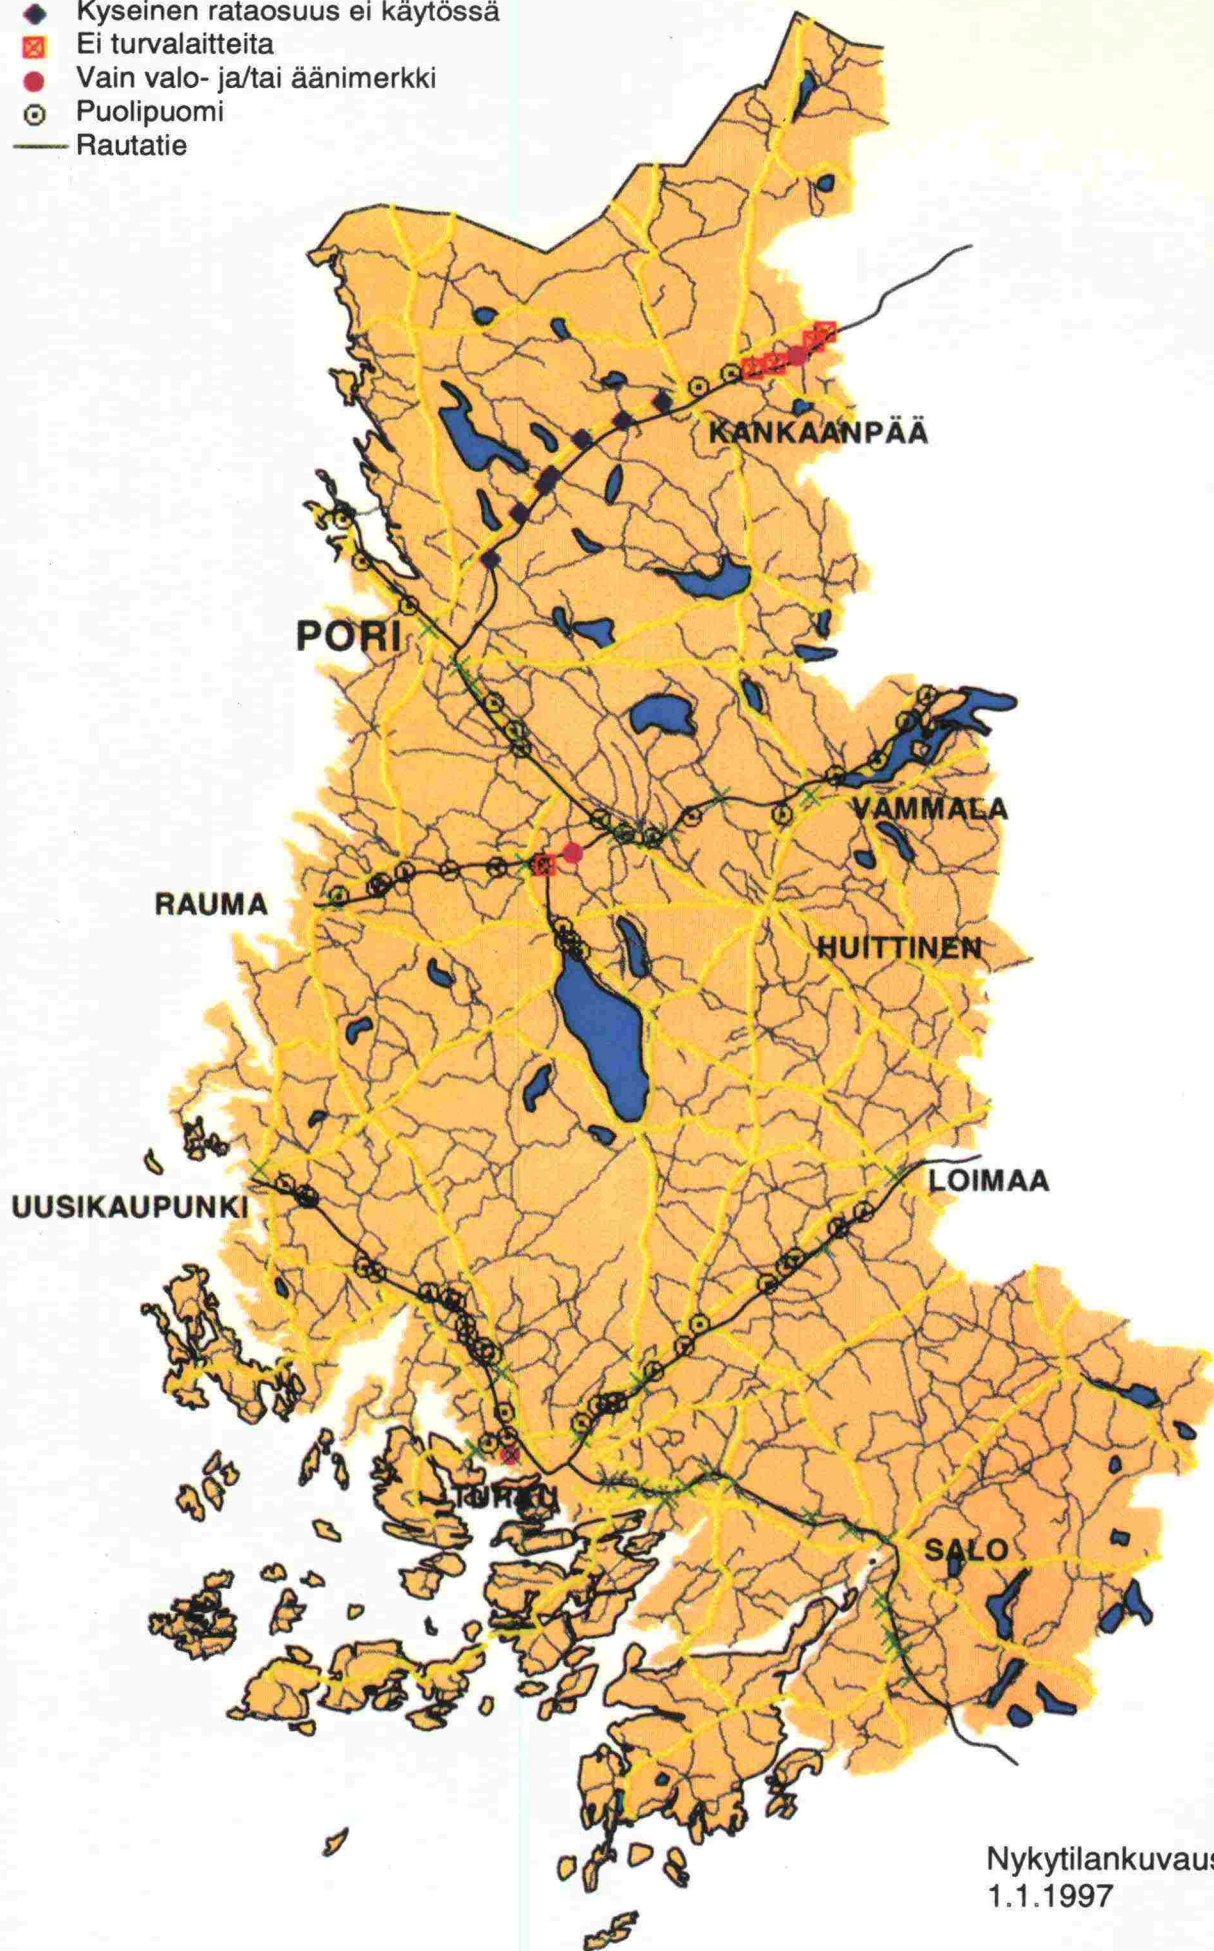 Kyseinen rataosuus ei käytössä
Ei turvalaitteita
Vain valo- ja/tai äänimerkki
Puolipuomi
Rautatie
KANKAANPÄÄ
PORI
VAMMALA
RAUMA
HUITTINEN
LOIMAA
UUSIKAUPUNKI
TURKU
SALO
Nykytilankuvaus
1.1.1997